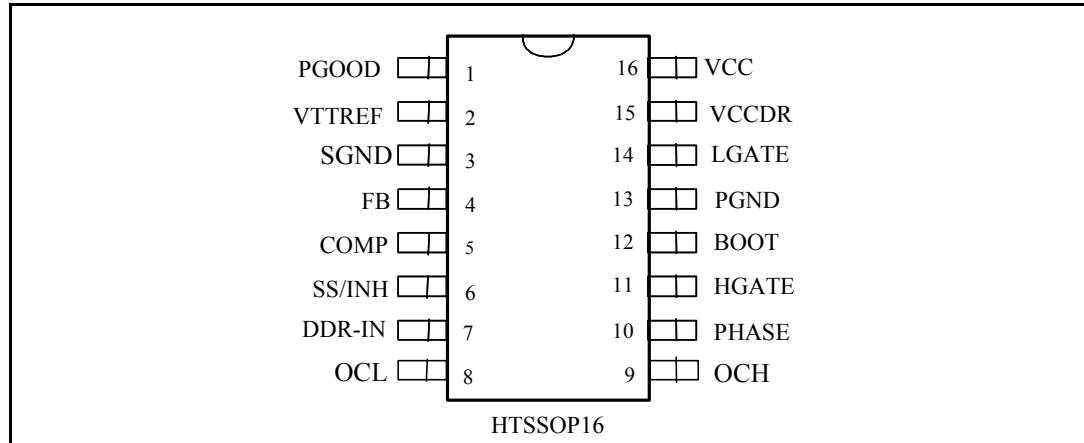 PGOOD 1 16 VCC
VTTREF 2 15 VCCDR
SGND 3 14 LGATE
FB 4 13 PGND
COMP 5 12 BOOT
SS/INH 6 11 HGATE
DDR-IN 7 10 PHASE
OCL 8 9 OCH
HTSSOP16